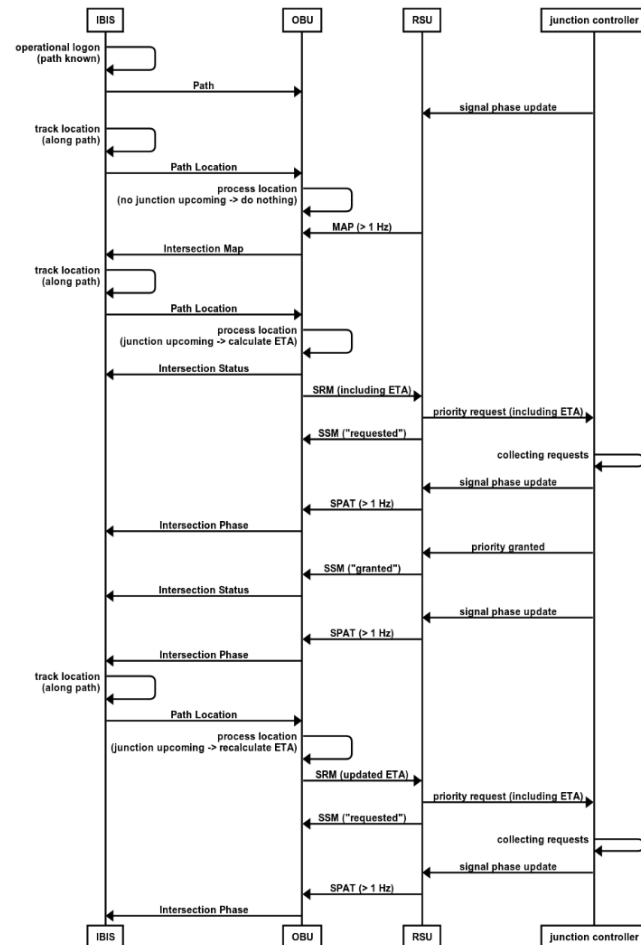 IBIS
OBU
RSU
junction controller
operational logon
(path known)
Path
signal phase update
track location
(along path)
Path Location
process location
(no junction upcoming -> do nothing)
MAP (> 1 Hz)
Intersection Map
track location
(along path)
Path Location
process location
(junction upcoming -> calculate ETA)
Intersection Status
SRM (including ETA)
priority request (including ETA)
SSM ("requested")
collecting requests
signal phase update
SPAT (> 1 Hz)
Intersection Phase
priority granted
SSM ("granted")
Intersection Status
signal phase update
SPAT (> 1 Hz)
Intersection Phase
track location
(along path)
Path Location
process location
(junction upcoming -> recalculate ETA)
SRM (updated ETA)
priority request (including ETA)
SSM ("requested")
collecting requests
signal phase update
SPAT (> 1 Hz)
Intersection Phase
IBIS
OBU
RSU
junction controller